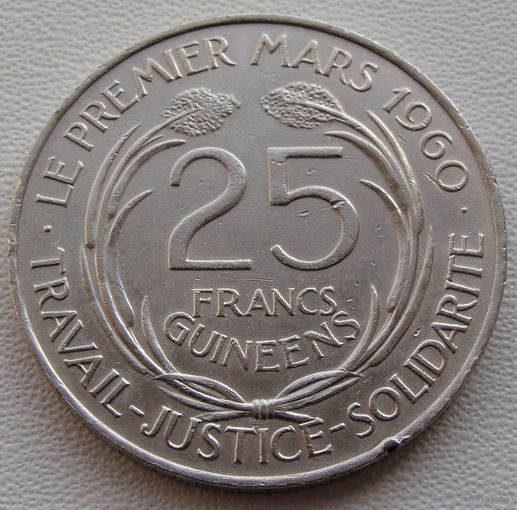 · LE PREMIER MARS 1960 ·
25
FRANCS
GUINEENS
TRAVAIL-JUSTICE-SOLIDARITE